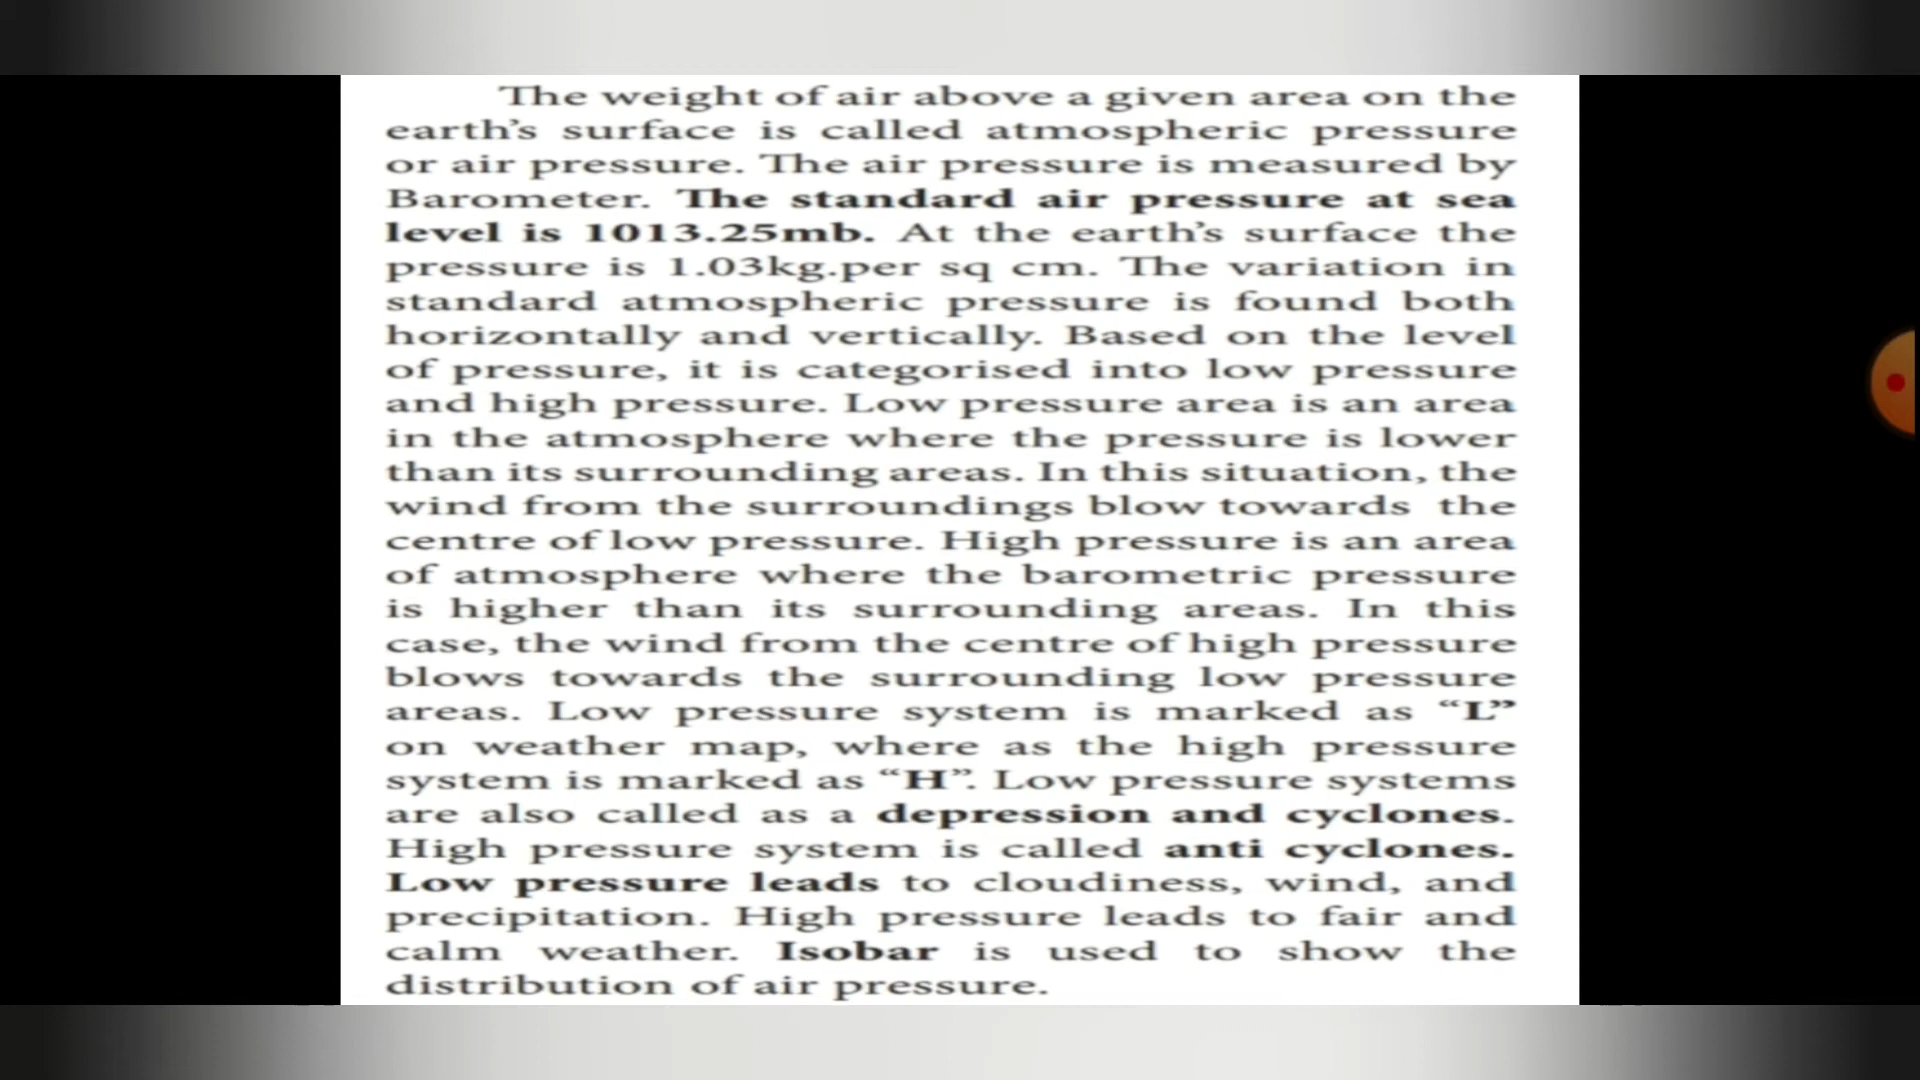 The weight of air above a given area on the
earth’s surface is called atmospheric pressure
or air pressure. The air pressure is measured by
Barometer. The standard air pressure at sea
level is 1013.25mb. At the earth’s surface the
pressure is 1.03kg.per sq cm. The variation in
standard atmospheric pressure is found both
horizontally and vertically. Based on the level
of pressure, it is categorised into low pressure
and high pressure. Low pressure area is an area
in the atmosphere where the pressure is lower
than its surrounding areas. In this situation, the
wind from the surroundings blow towards the
centre of low pressure. High pressure is an area
of atmosphere where the barometric pressure
is higher than its surrounding areas. In this
case, the wind from the centre of high pressure
blows towards the surrounding low pressure
areas. Low pressure system is marked as “L”
on weather map, where as the high pressure
system is marked as “H”. Low pressure systems
are also called as a depression and cyclones.
High pressure system is called anti cyclones.
Low pressure leads to cloudiness, wind, and
precipitation. High pressure leads to fair and
calm weather. Isobar is used to show the
distribution of air pressure.